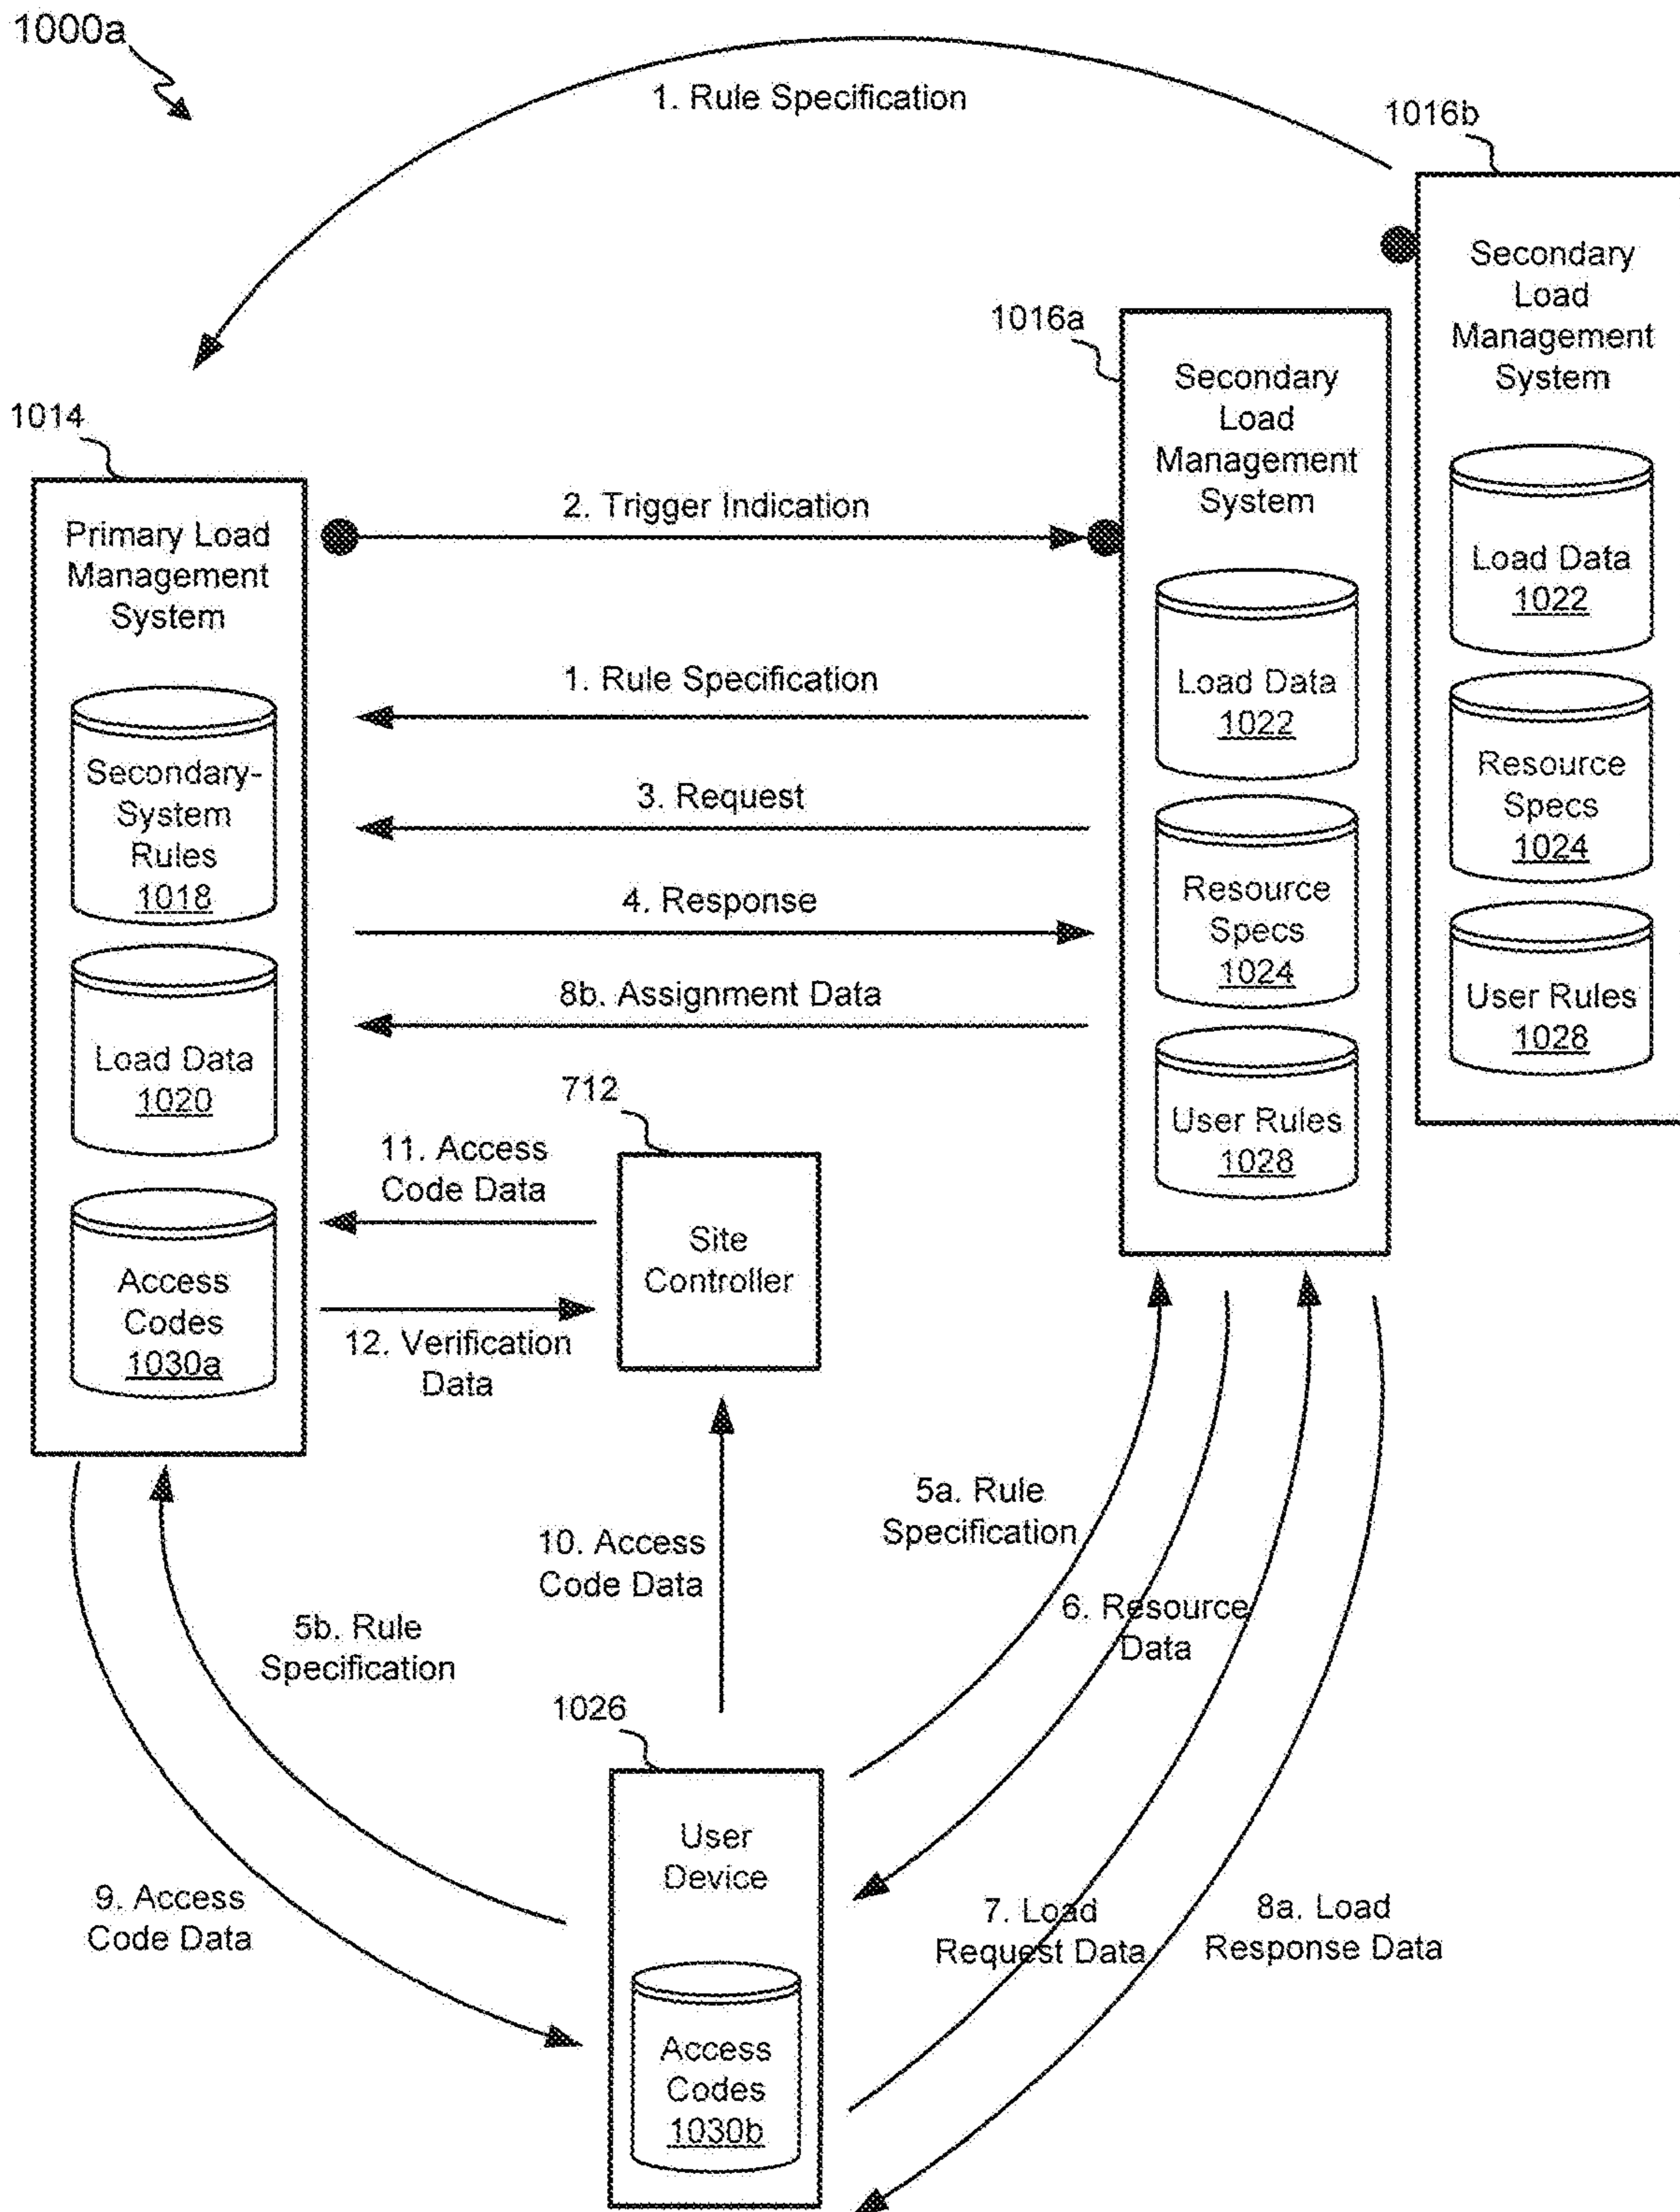 1000a
1. Rule Specification
1016b
Secondary
Load
Management
System
Load Data
1022
Resource
Specs
1024
User Rules
1028
1016a
Secondary
Load
Management
System
Load Data
1022
Resource
Specs
1024
User Rules
1028
1014
Primary Load
Management
System
Secondary-
System
Rules
1018
Load Data
1020
Access
Codes
1030a
2. Trigger Indication
1. Rule Specification
3. Request
4. Response
8b. Assignment Data
712
11. Access
Code Data
Site
Controller
12. Verification
Data
5a. Rule
Specification
10. Access
Code Data
6. Resource
Data
5b. Rule
Specification
1026
User
Device
9. Access
Code Data
7. Load
Request Data
8a. Load
Response Data
Access
Codes
1030b